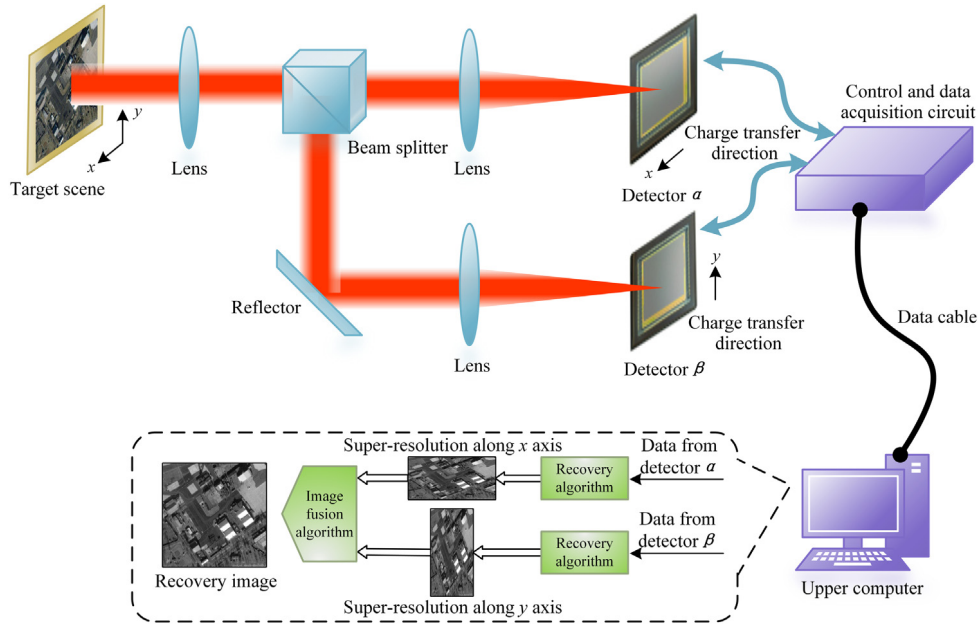 y
x
Target scene
Lens
Beam splitter
Lens
Charge transfer
direction
x
Detector α
Control and data
acquisition circuit
Reflector
Lens
y
Charge transfer
direction
Detector β
Data cable
Super-resolution along x axis
Data from
detector α
Recovery
algorithm
Image
fusion
algorithm
Data from
detector β
Recovery
algorithm
Recovery image
Super-resolution along y axis
Upper computer